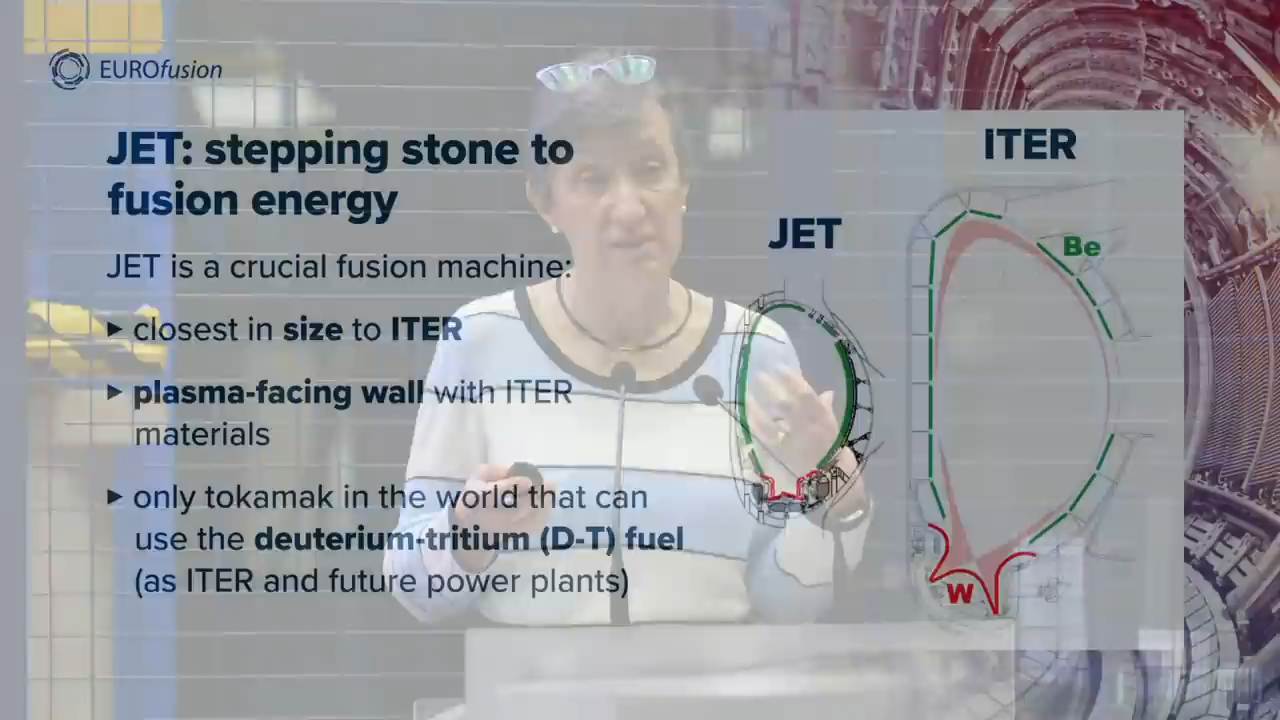 EUROfusion
JET: stepping stone to
fusion energy
JET is a crucial fusion machine:
▸ closest in size to ITER
▸ plasma-facing wall with ITER
materials
▸ only tokamak in the world that can
use the deuterium-tritium (D-T) fuel
(as ITER and future power plants)
JET
ITER
Be
W